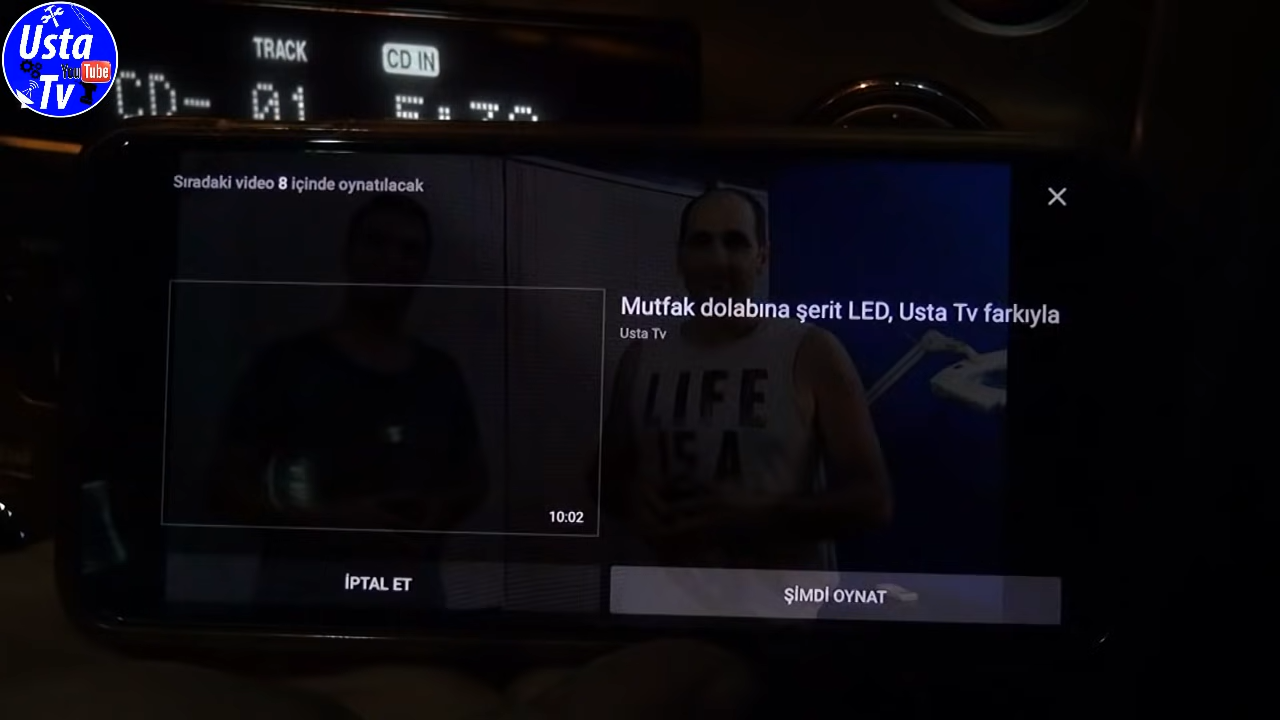 Usta
YouTube
Tv
TRACK
CD IN
CD- 01
Sıradaki video 8 içinde oynatılacak
Mutfak dolabına şerit LED, Usta Tv farkıyla
Usta Tv
LIFE
IS A
10:02
İPTAL ET
ŞİMDİ OYNAT